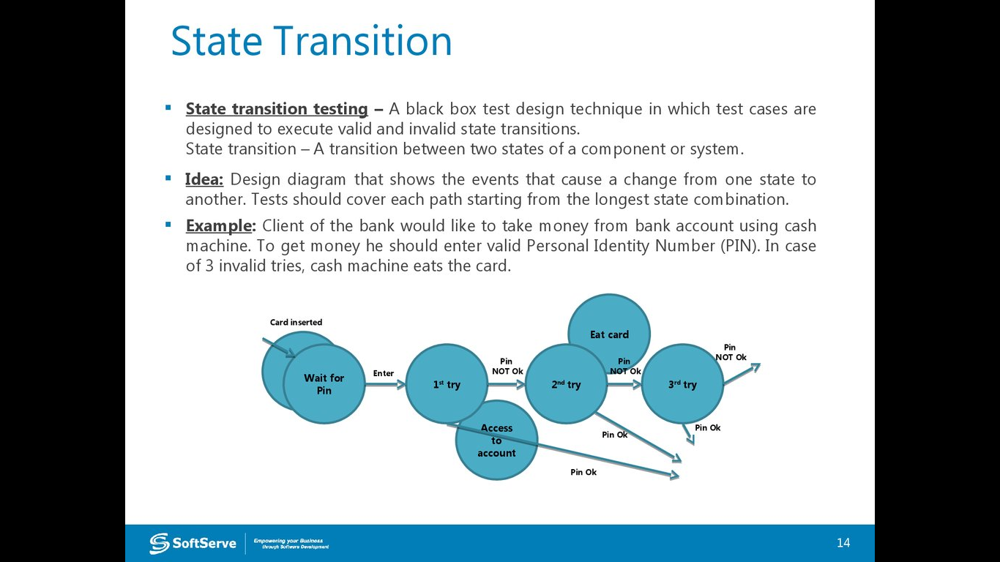 State Transition
State transition testing – A black box test design technique in which test cases are
designed to execute valid and invalid state transitions.
State transition – A transition between two states of a component or system.
Idea: Design diagram that shows the events that cause a change from one state to
another. Tests should cover each path starting from the longest state combination.
Example: Client of the bank would like to take money from bank account using cash
machine. To get money he should enter valid Personal Identity Number (PIN). In case
of 3 invalid tries, cash machine eats the card.
Card inserted
Eat card
Wait for
Pin
Enter
1st try
Pin
NOT Ok
2nd try
Pin
NOT Ok
3rd try
Pin
NOT Ok
Access
to
account
Pin Ok
Pin Ok
Pin Ok
SoftServe
Empowering your Business
through Software Development
14